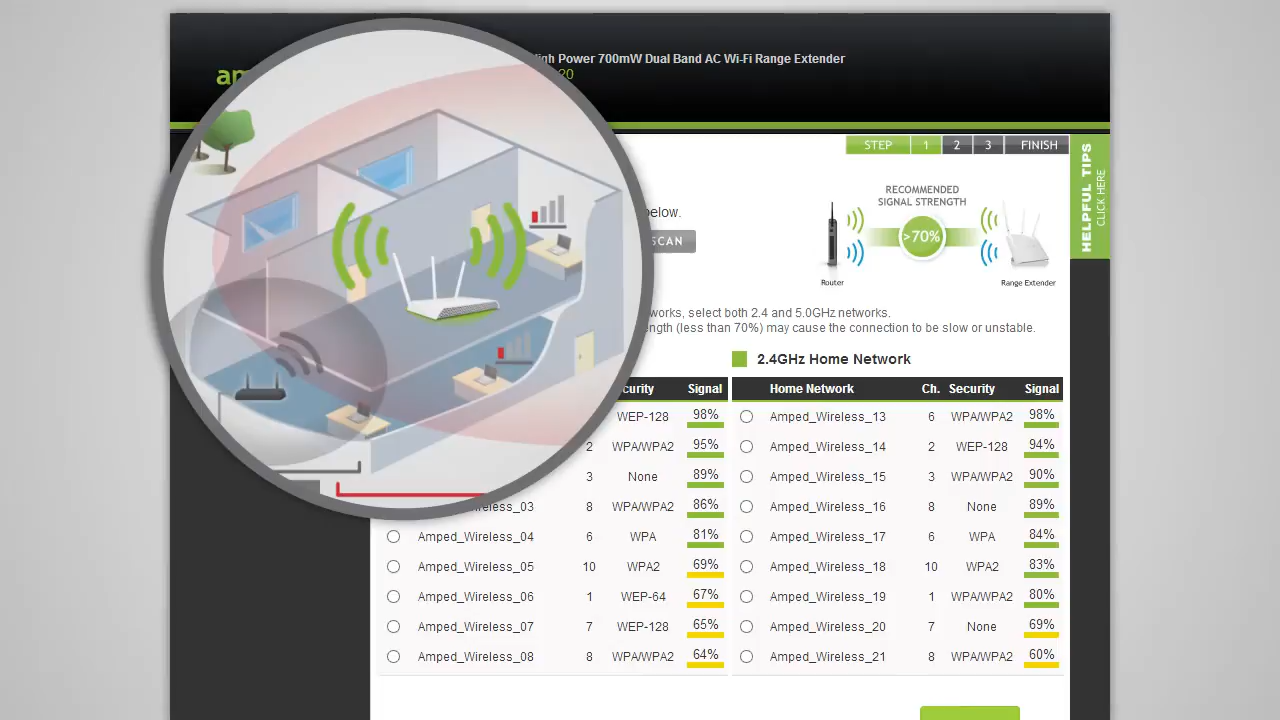 High Power 700mW Dual Band AC Wi-Fi Range Extender
am
20
STEP 1 2 3 FINISH
HELPFUL TIPS
CLICK HERE
RECOMMENDED
SIGNAL STRENGTH
>70%
Router
Range Extender
below.
SCAN
works, select both 2.4 and 5.0GHz networks.
ngth (less than 70%) may cause the connection to be slow or unstable.
2.4GHz Home Network
curity Signal
WEP-128 98%
2 WPA/WPA2 95%
3 None 89%
less_03 8 WPA/WPA2 86%
Amped_Wireless_04 6 WPA 81%
Amped_Wireless_05 10 WPA2 69%
Amped_Wireless_06 1 WEP-64 67%
Amped_Wireless_07 7 WEP-128 65%
Amped_Wireless_08 8 WPA/WPA2 64%
Home Network Ch. Security Signal
Amped_Wireless_13 6 WPA/WPA2 98%
Amped_Wireless_14 2 WEP-128 94%
Amped_Wireless_15 3 WPA/WPA2 90%
Amped_Wireless_16 8 None 89%
Amped_Wireless_17 6 WPA 84%
Amped_Wireless_18 10 WPA2 83%
Amped_Wireless_19 1 WPA/WPA2 80%
Amped_Wireless_20 7 None 69%
Amped_Wireless_21 8 WPA/WPA2 60%